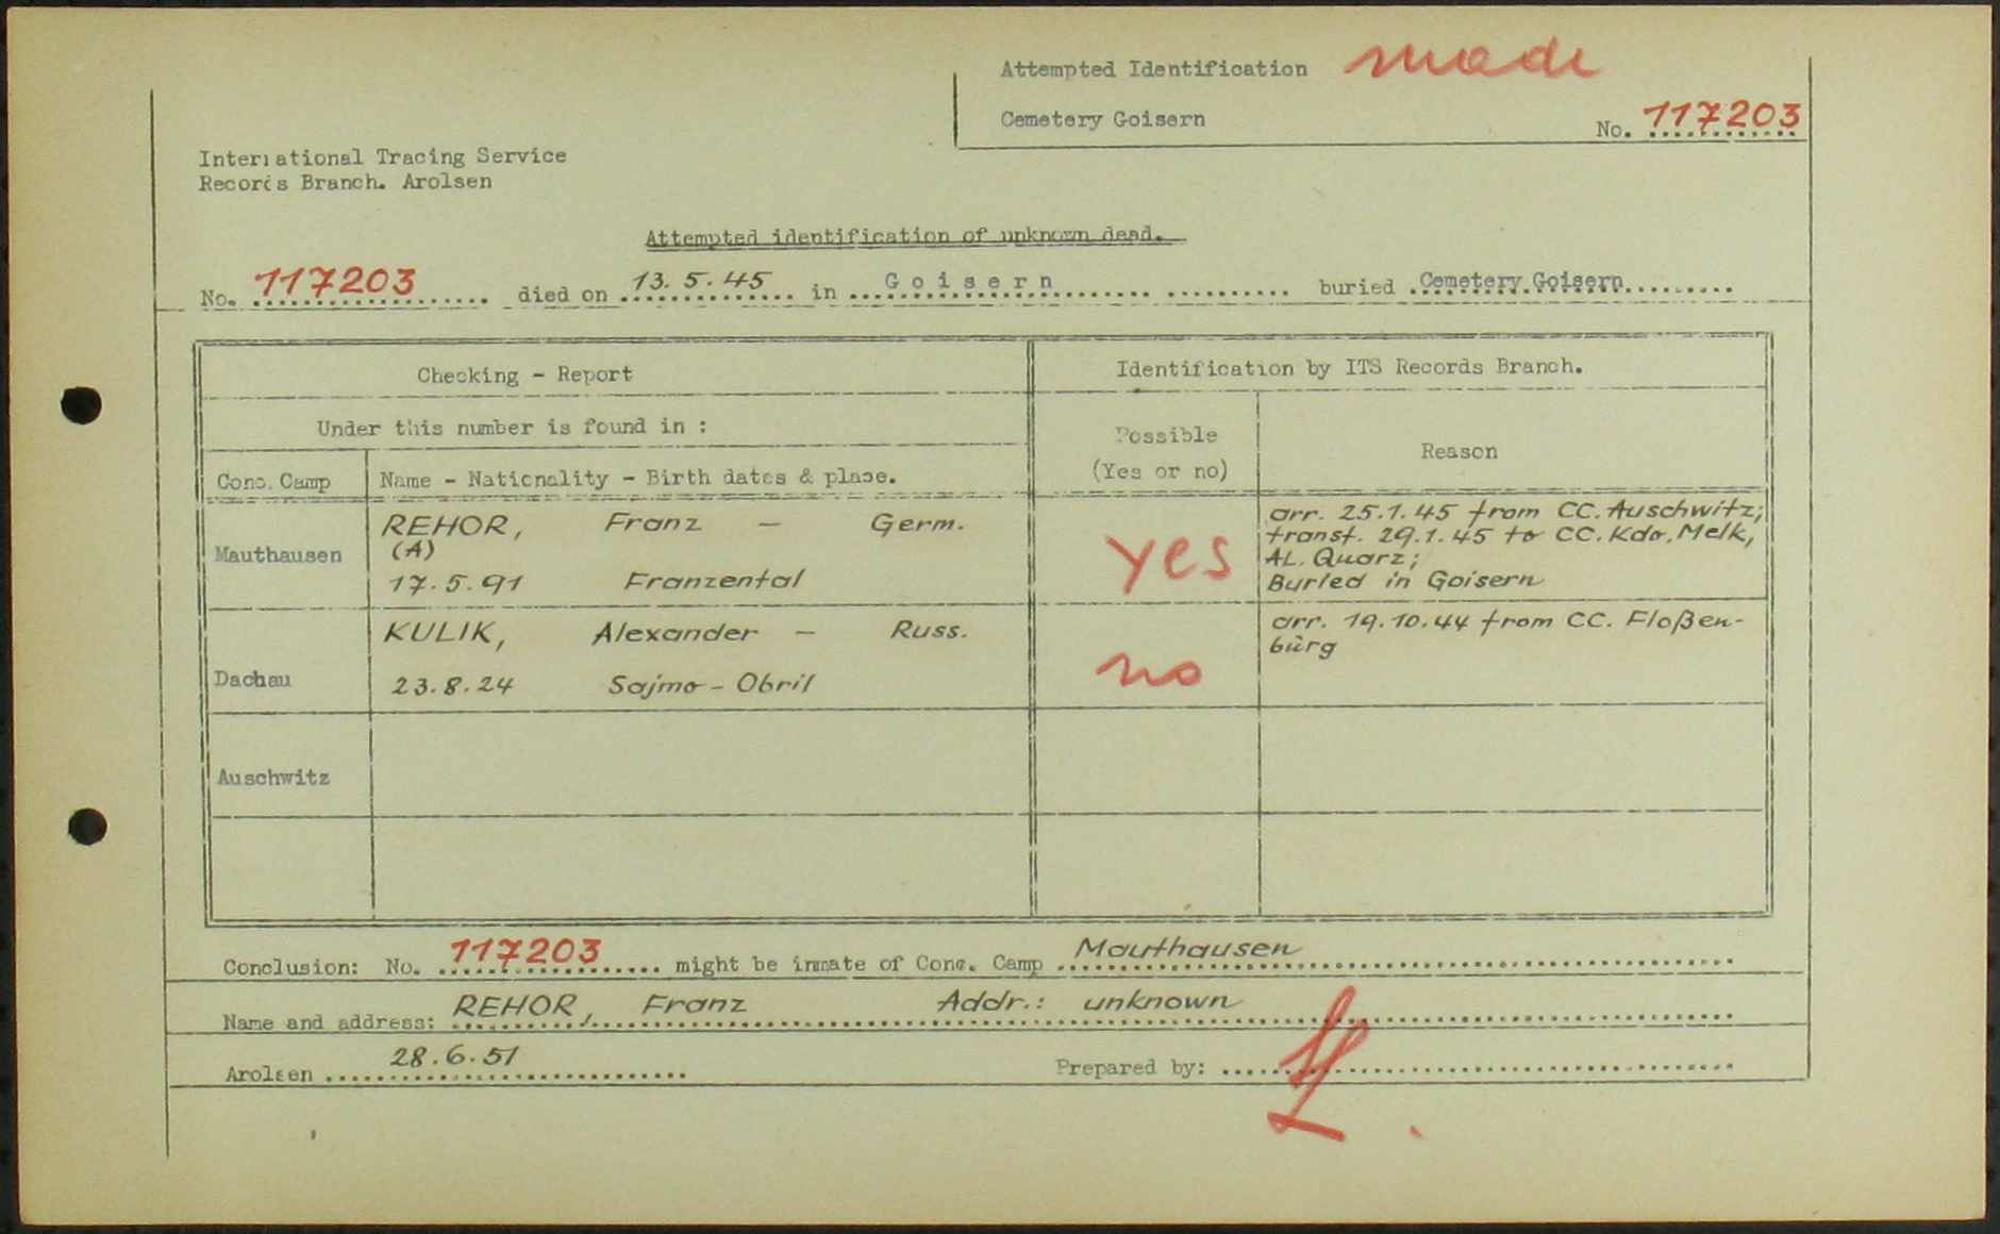 Attempted Identification made
Cemetery Goisern No. 117203
International Tracing Service
Records Branch. Arolsen
Attempted identification of unknown dead.
No. 117203 died on 13.5.45 in Goisern buried Cemetery Goisern
Checking - Report
Identification by ITS Records Branch.
Under this number is found in :
Possible
(Yes or no)
Reason
Conc. Camp
Name - Nationality - Birth dates & place.
Mauthausen
REHOR, Franz - Germ.
(A)
17.5.91 Franzental
yes
arr. 25.1.45 from CC. Auschwitz;
transf. 29.1.45 to CC. Kdo. Melk,
AL. Quarz;
Buried in Goisern
Dachau
KULIK, Alexander - Russ.
23.8.24 Sajmo - Obril
no
arr. 19.10.44 from CC. Floßen-
bürg
Auschwitz
Conclusion: No. 117203 might be inmate of Conc. Camp Mauthausen
Name and address: REHOR, Franz Addr.: unknown
Arolsen 28.6.51 Prepared by: